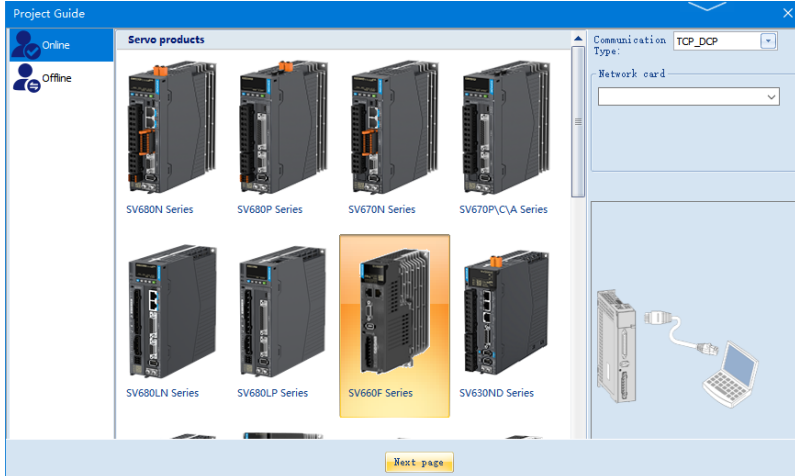 Project Guide
Online
Offline
Servo products
SV680N Series
SV680P Series
SV670N Series
SV670P\C\A Series
SV680LN Series
SV680LP Series
SV660F Series
SV630ND Series
Communication Type:
TCP_DCP
Network card
Next page